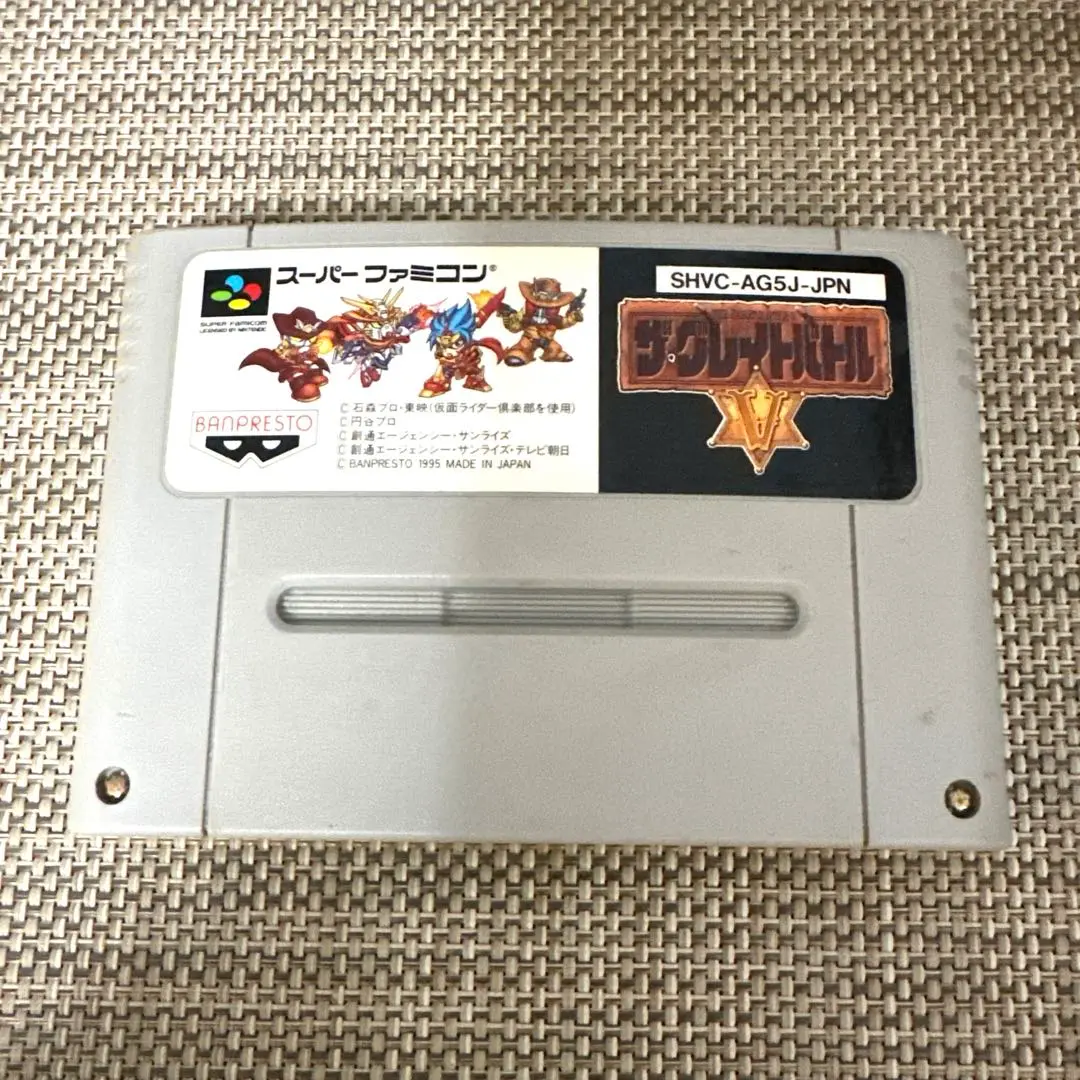 スーパーファミコン®
SUPER FAMICOM
LICENSED BY NINTENDO
BANPRESTO
© 石森プロ・東映(仮面ライダー倶楽部を使用)
© 円谷プロ
© 創通エージェンシー・サンライズ
© 創通エージェンシー・サンライズ・テレビ朝日
© BANPRESTO 1995 MADE IN JAPAN
SHVC-AG5J-JPN
ザ・グレイトバトル
V